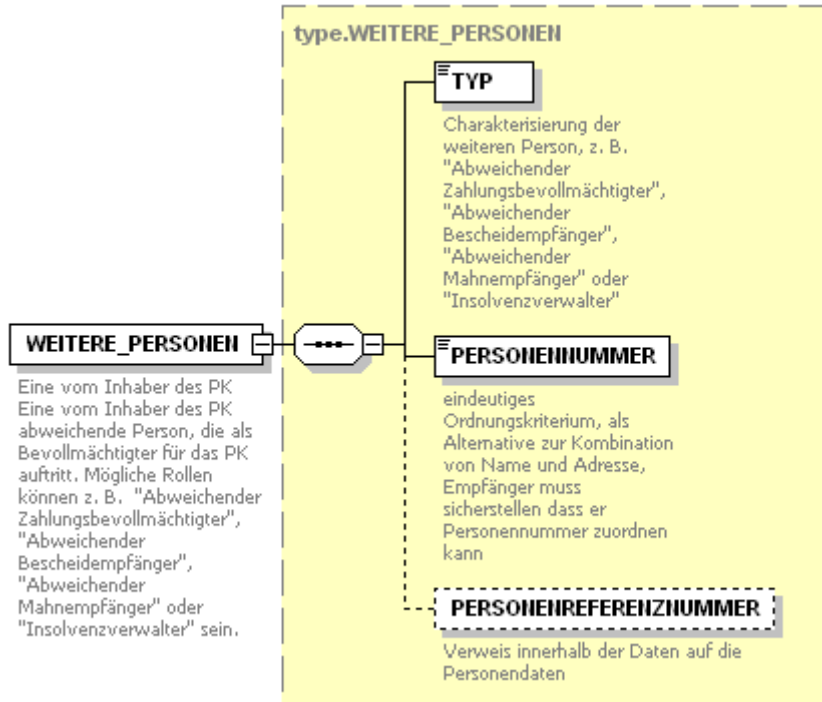 type.WEITERE_PERSONEN
TYP
Charakterisierung der
weiteren Person, z. B.
"Abweichender
Zahlungsbevollmächtigter",
"Abweichender
Bescheidempfänger",
"Abweichender
Mahnempfänger" oder
"Insolvenzverwalter"
WEITERE_PERSONEN
Eine vom Inhaber des PK
Eine vom Inhaber des PK
abweichende Person, die als
Bevollmächtigter für das PK
auftritt. Mögliche Rollen
können z. B. "Abweichender
Zahlungsbevollmächtigter",
"Abweichender
Bescheidempfänger",
"Abweichender
Mahnempfänger" oder
"Insolvenzverwalter" sein.
PERSONENNUMMER
eindeutiges
Ordnungskriterium, als
Alternative zur Kombination
von Name und Adresse,
Empfänger muss
sicherstellen dass er
Personennummer zuordnen
kann
PERSONENREFERENZNUMMER
Verweis innerhalb der Daten auf die
Personendaten